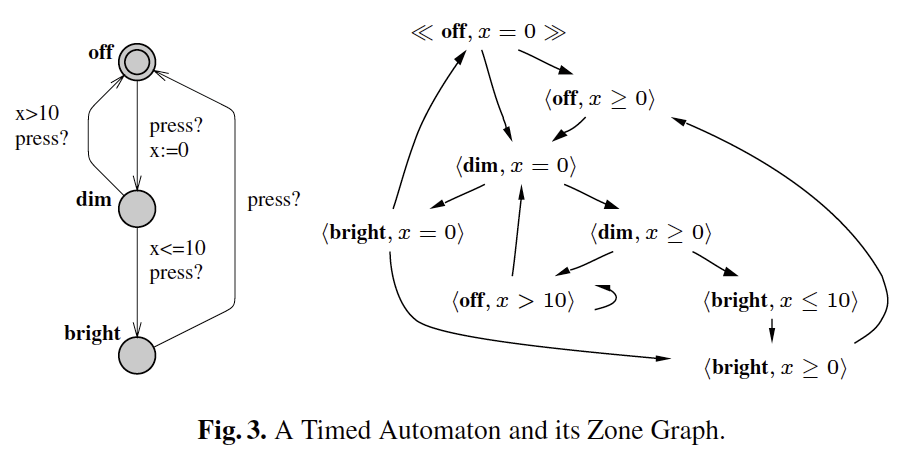 off
x>10
press?
press?
x:=0
dim
press?
x<=10
press?
bright
≪ off, x = 0 ≫
⟨off, x ≥ 0⟩
⟨dim, x = 0⟩
⟨bright, x = 0⟩
⟨dim, x ≥ 0⟩
⟨off, x > 10⟩
⟨bright, x ≤ 10⟩
⟨bright, x ≥ 0⟩
Fig. 3. A Timed Automaton and its Zone Graph.